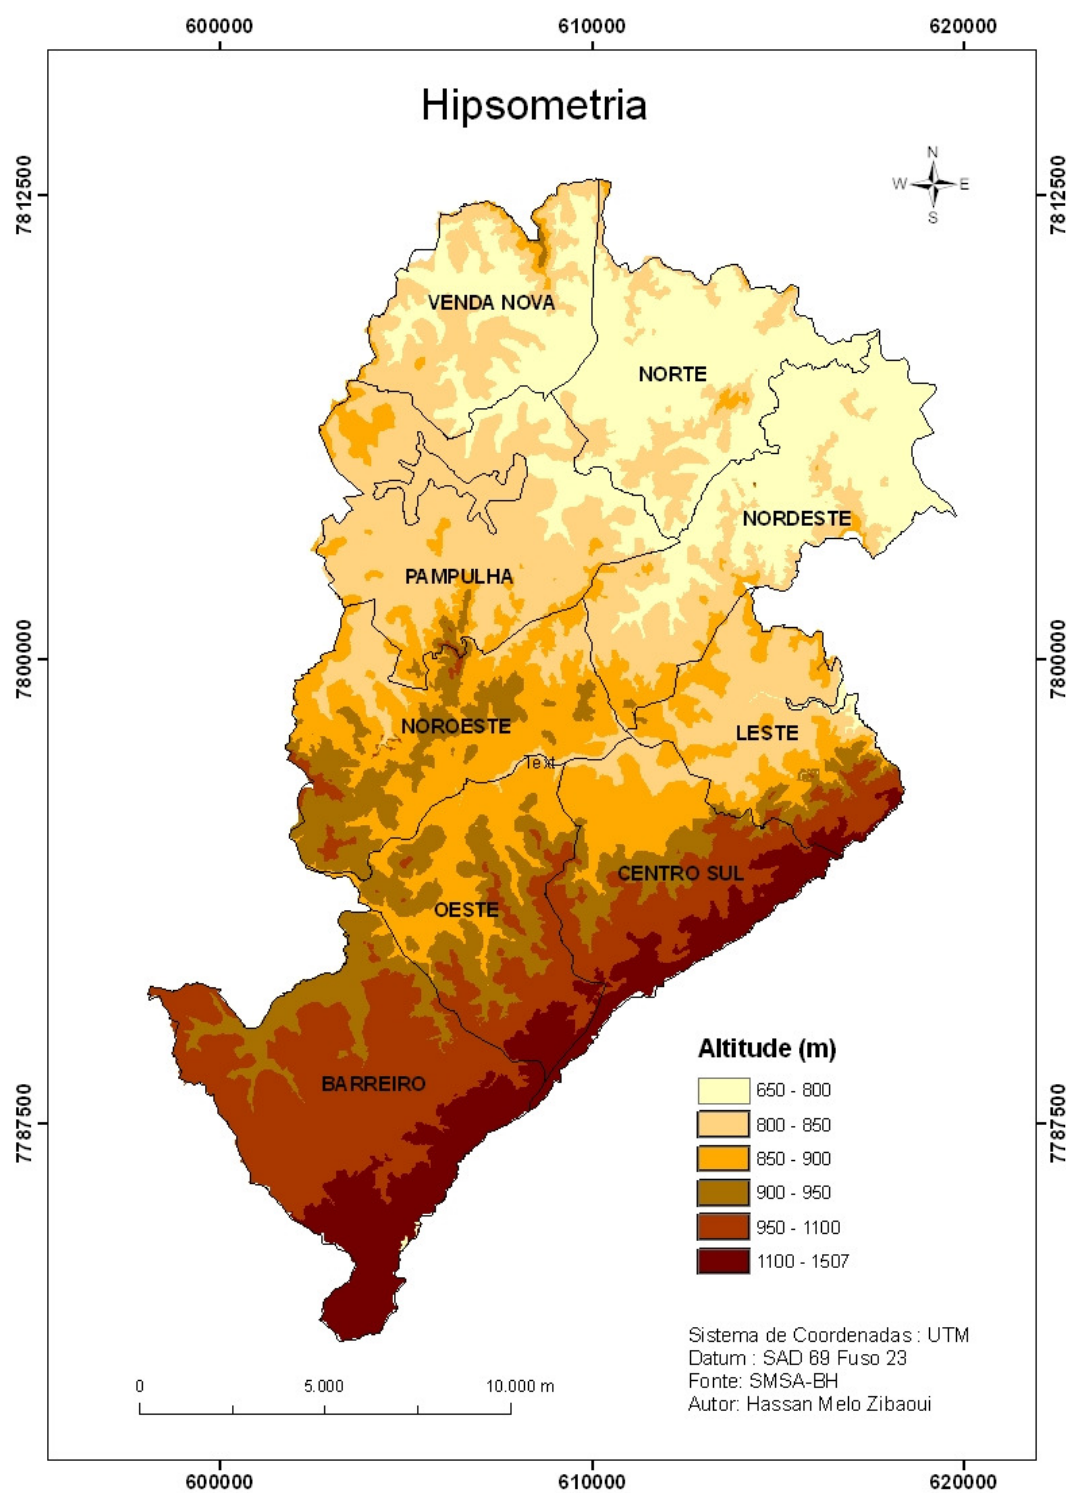 600000
610000
620000
Hipsometria
N
W
E
S
7812500
7812500
VENDA NOVA
NORTE
NORDESTE
PAMPULHA
7800000
7800000
NOROESTE
LESTE
Text
CENTRO SUL
OESTE
BARREIRO
7787500
7787500
Altitude (m)
650 - 800
800 - 850
850 - 900
900 - 950
950 - 1100
1100 - 1507
Sistema de Coordenadas : UTM
Datum : SAD 69 Fuso 23
Fonte: SMSA-BH
Autor: Hassan Melo Zibaoui
0
5.000
10.000 m
600000
610000
620000